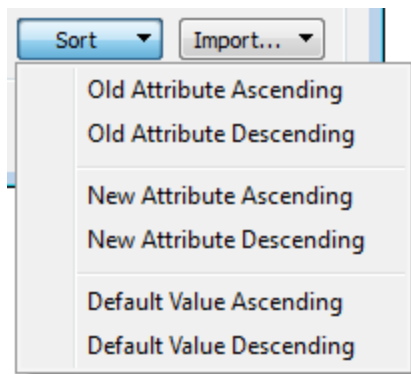 Sort Import...
Old Attribute Ascending
Old Attribute Descending
New Attribute Ascending
New Attribute Descending
Default Value Ascending
Default Value Descending